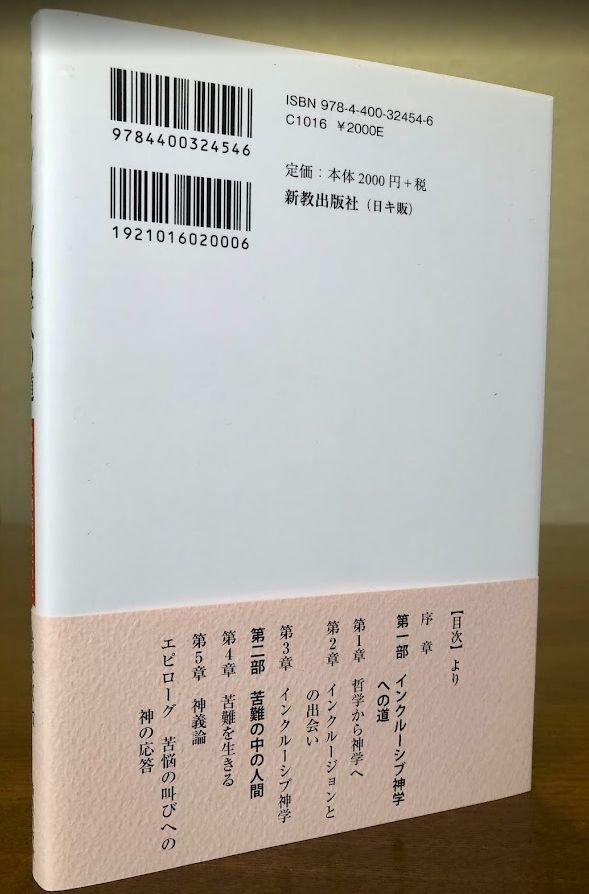 9784400324546
1921016020006
ISBN 978-4-400-32454-6
C1016 ¥2000E
定価:本体2000円+税
新教出版社(日キ販)
【目次】より
序 章
第一部 インクルーシブ神学
への道
第1章 哲学から神学へ
第2章 インクルージョンと
の出会い
第3章 インクルーシブ神学
第二部 苦難の中の人間
第4章 苦難を生きる
第5章 神義論
エピローグ 苦悩の叫びへの
神の応答
への道